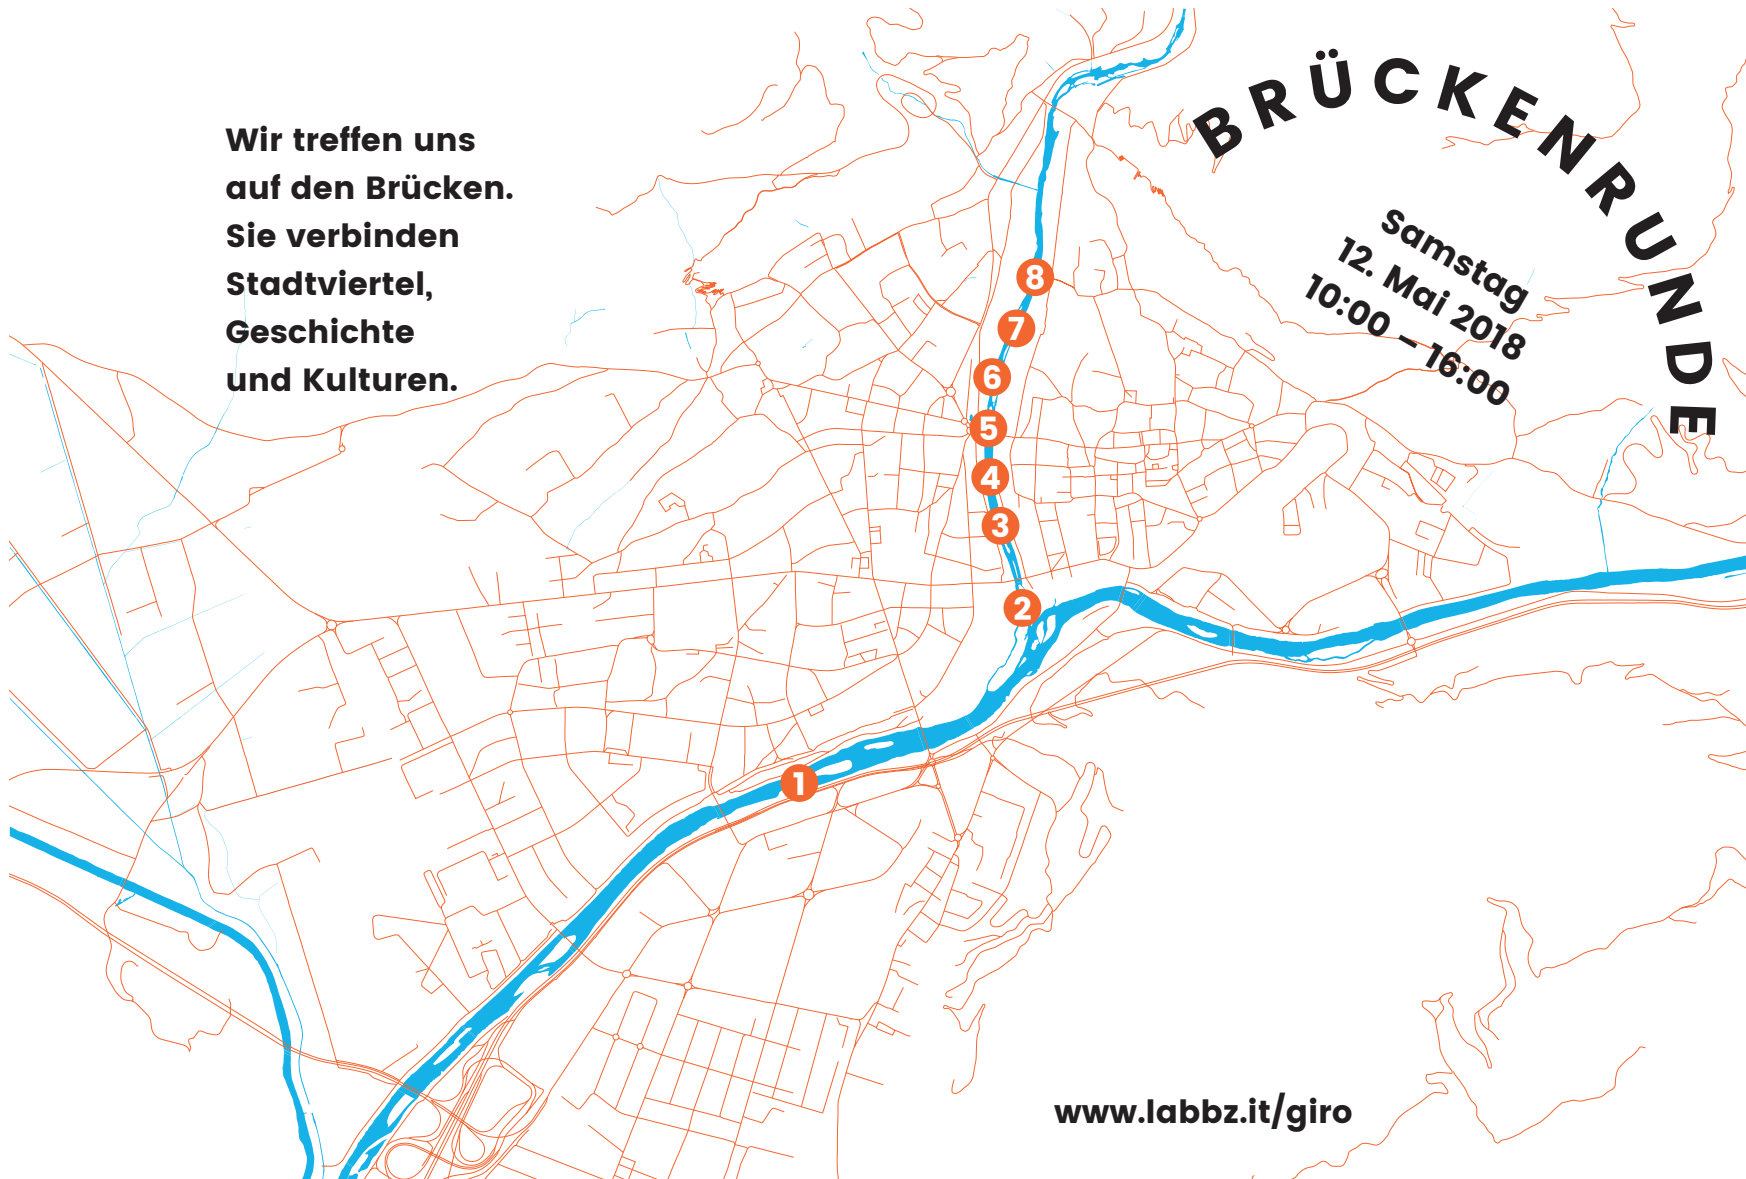 BRÜCKENRUNDE
Wir treffen uns
auf den Brücken.
Sie verbinden
Stadtviertel,
Geschichte
und Kulturen.
Samstag
12. Mai 2018
10:00 – 16:00
8
7
6
5
4
3
2
1
www.labbz.it/giro